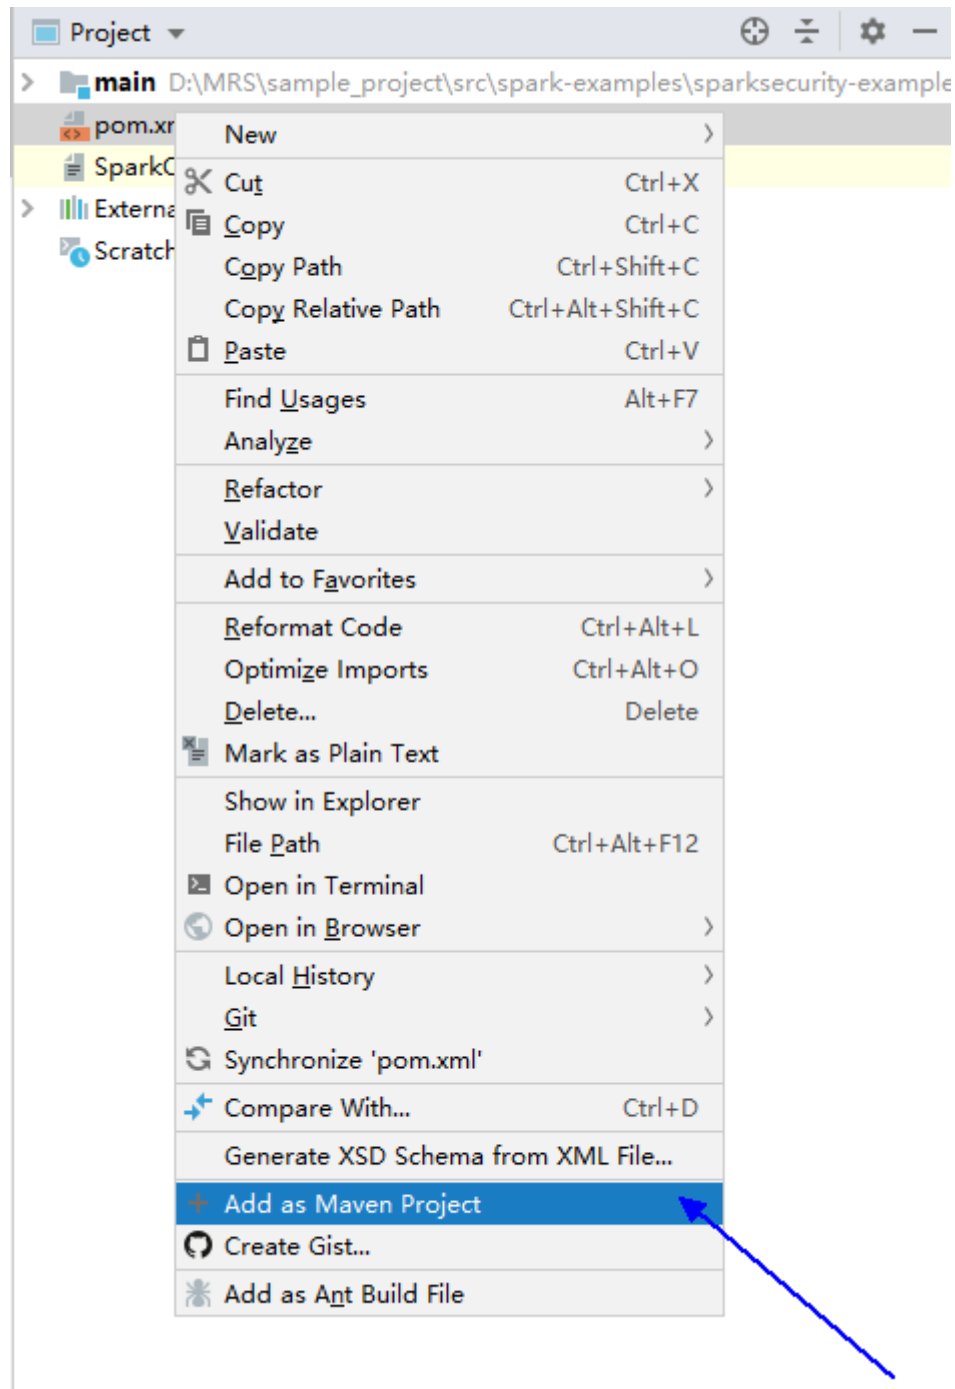 Project
main D:\MRS\sample_project\src\spark-examples\sparksecurity-example
pom.x
New
SparkC
Cut Ctrl+X
Externa
Copy Ctrl+C
Scratch
Copy Path Ctrl+Shift+C
Copy Relative Path Ctrl+Alt+Shift+C
Paste Ctrl+V
Find Usages Alt+F7
Analyze
Refactor
Validate
Add to Favorites
Reformat Code Ctrl+Alt+L
Optimize Imports Ctrl+Alt+O
Delete... Delete
Mark as Plain Text
Show in Explorer
File Path Ctrl+Alt+F12
Open in Terminal
Open in Browser
Local History
Git
Synchronize 'pom.xml'
Compare With... Ctrl+D
Generate XSD Schema from XML File...
Add as Maven Project
Create Gist...
Add as Ant Build File